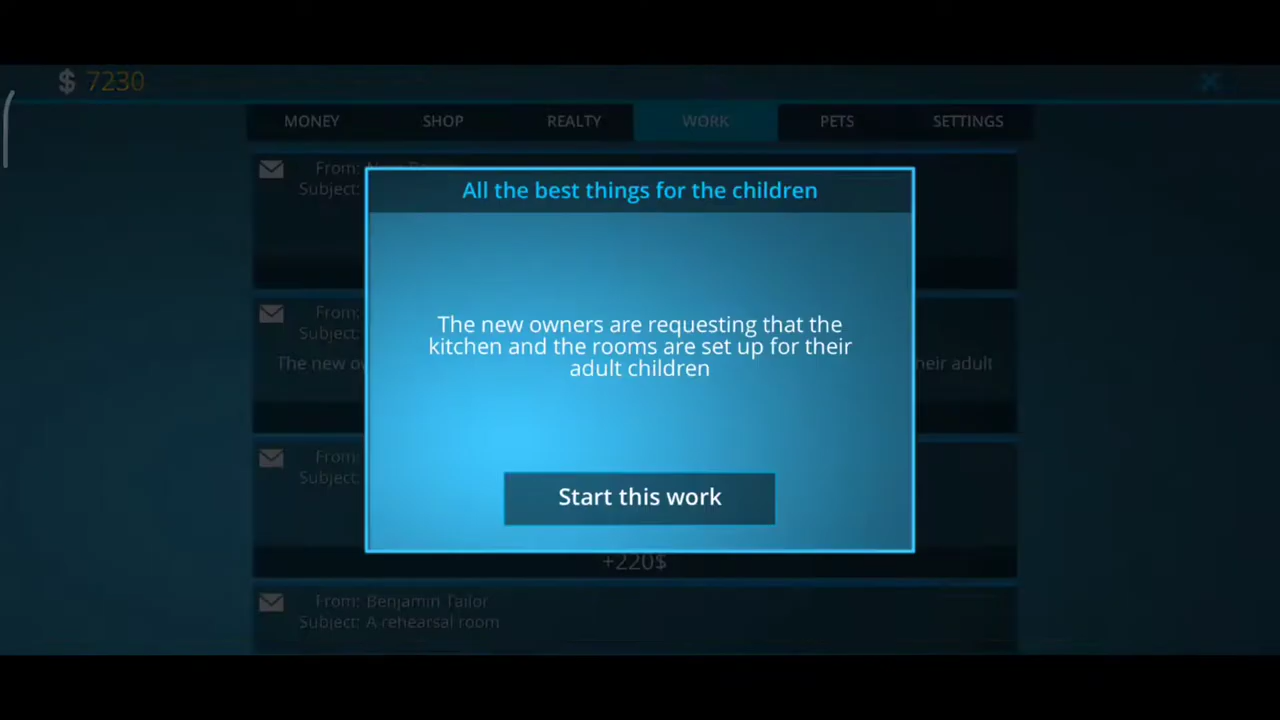 $ 7230
MONEY SHOP REALTY WORK PETS SETTINGS
From:
Subject:
All the best things for the children
The new owners are requesting that the
kitchen and the rooms are set up for their
adult children
Start this work
From:
Subject:
The new heir adult
From:
Subject:
+220$
From: Benjamin Tailor
Subject: A rehearsal room